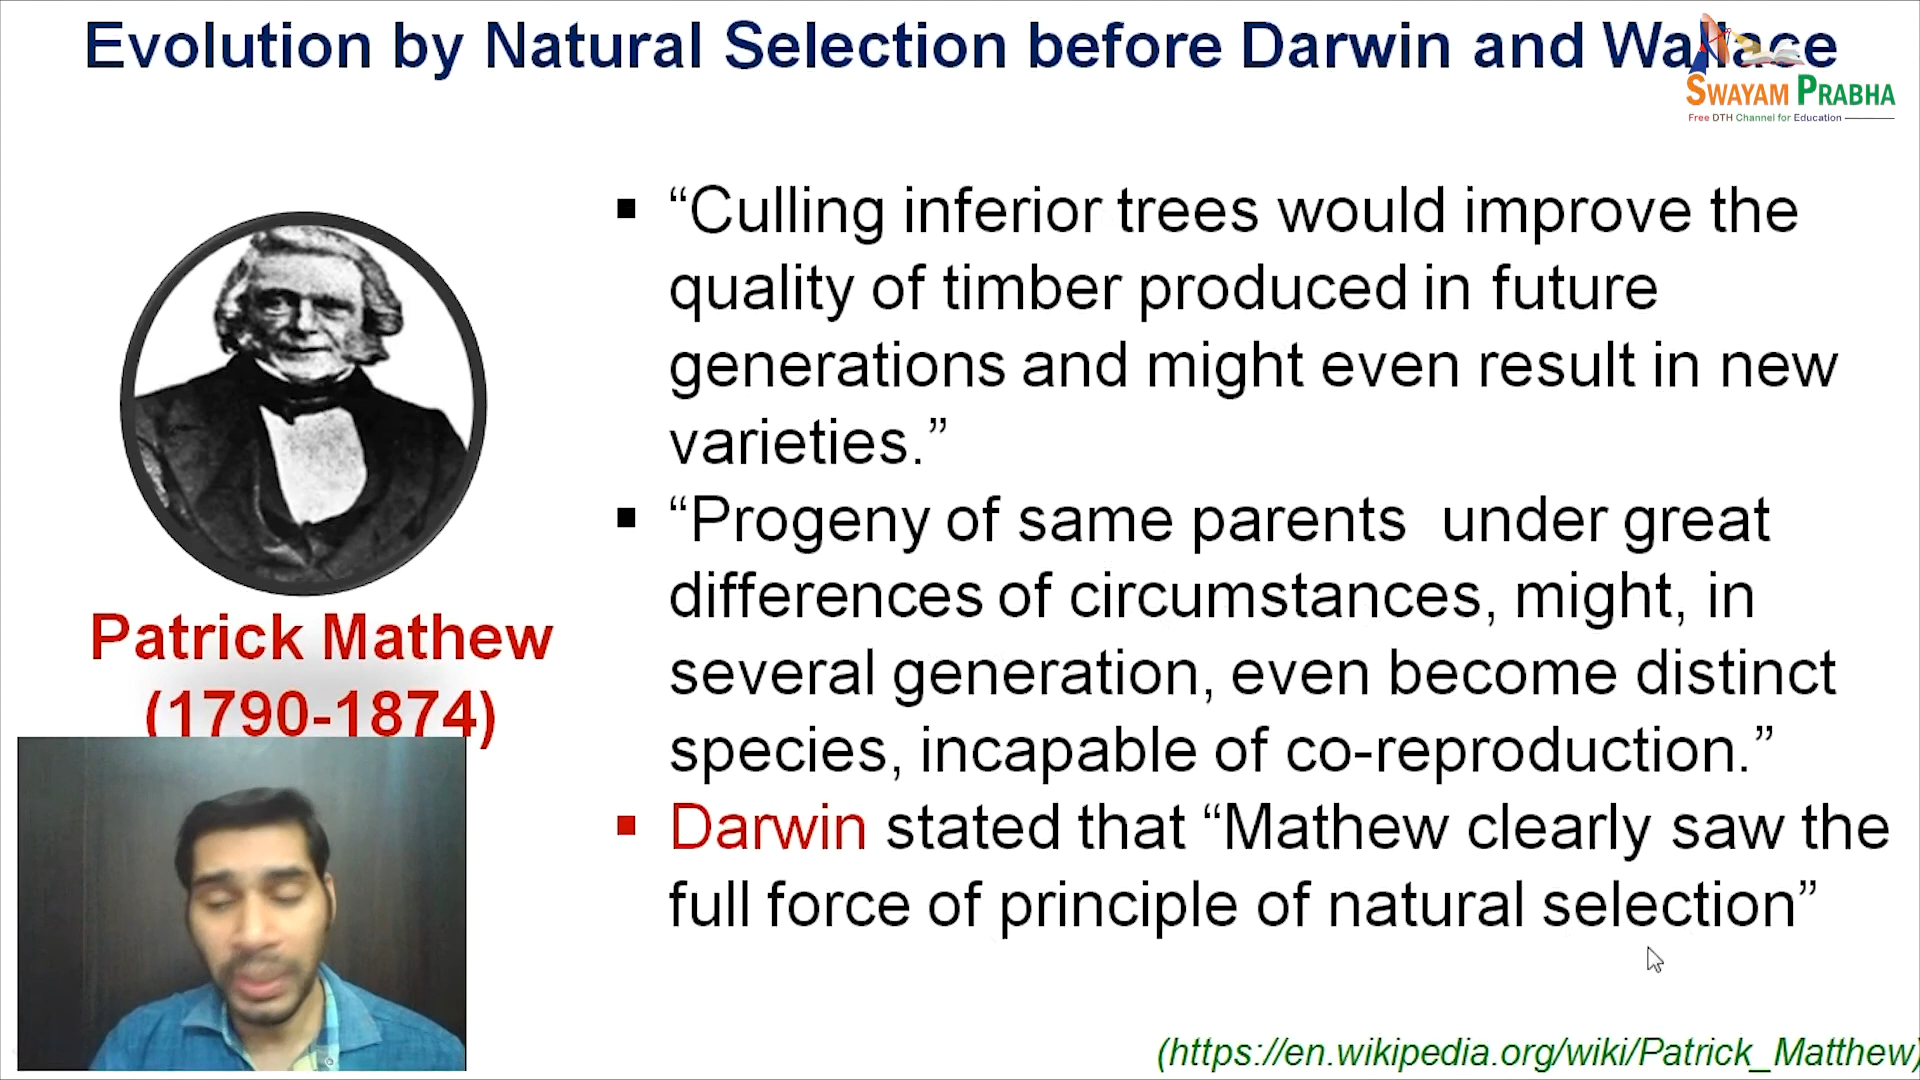 Evolution by Natural Selection before Darwin and Wallace
SWAYAM PRABHA
Free DTH Channel for Education
▪ “Culling inferior trees would improve the
quality of timber produced in future
generations and might even result in new
varieties.”
▪ “Progeny of same parents under great
differences of circumstances, might, in
several generation, even become distinct
species, incapable of co-reproduction.”
▪ Darwin stated that “Mathew clearly saw the
full force of principle of natural selection”
Patrick Mathew
(1790-1874)
(https://en.wikipedia.org/wiki/Patrick_Matthew)